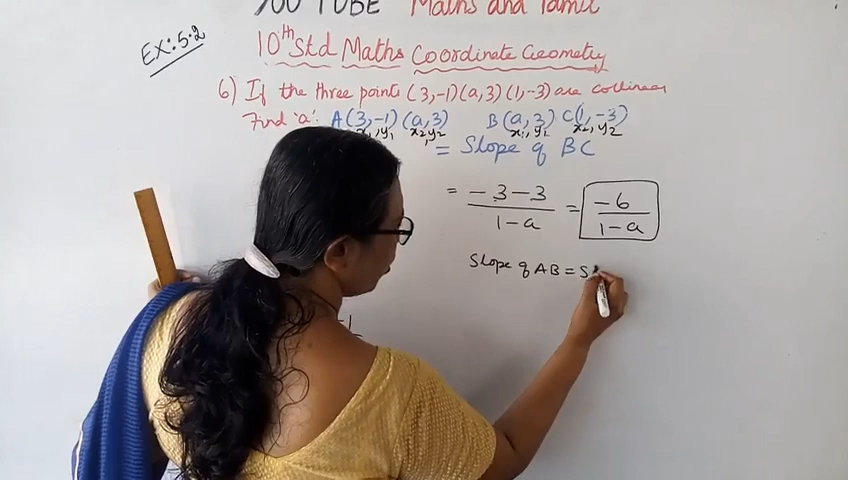 YOU TUBE Maths and Tamil
EX: 5.2
10th Std Maths Coordinate Geometry
6) If the three points (3,-1) (a,3) (1,-3) are collinear
Find 'a'. A(3,-1) (a,3) B(a,3) C(1,-3)
x1,y1 x2,y2 x1,y1 x2,y2
= Slope of BC
= -3-3 / 1-a = -6 / 1-a
Slope of AB = S